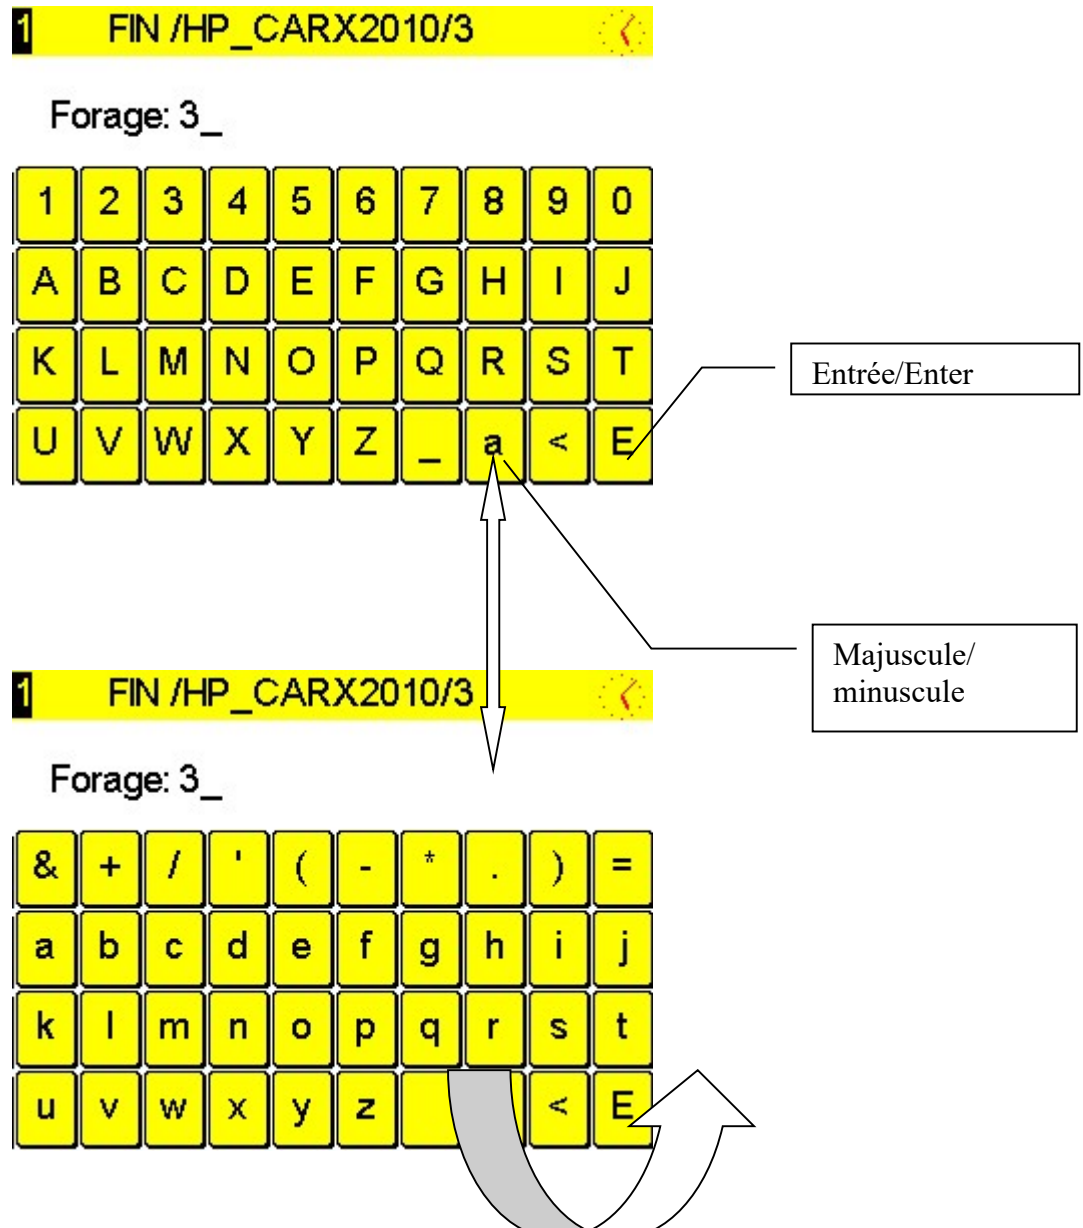 1 FIN /HP_CARX2010/3
Forage: 3_
1 2 3 4 5 6 7 8 9 0
A B C D E F G H I J
K L M N O P Q R S T
Entrée/Enter
U V W X Y Z _ a < E
Majuscule/
minuscule
1 FIN /HP_CARX2010/3
Forage: 3_
& + / ' ( - * . ) =
a b c d e f g h i j
k l m n o p q r s t
u v w x y z < E